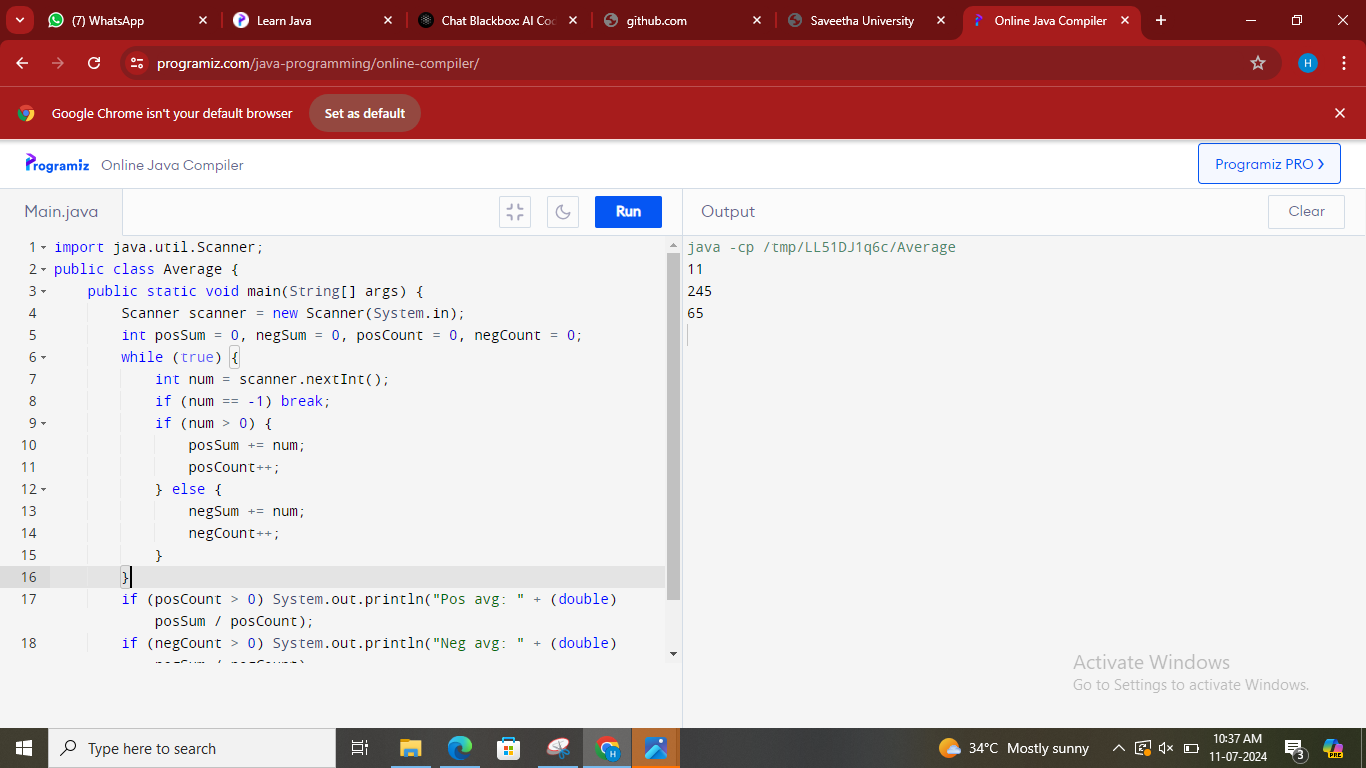 (7) WhatsApp
Learn Java
Chat Blackbox: AI Co
github.com
Saveetha University
Online Java Compiler
programiz.com/java-programming/online-compiler/
H
Google Chrome isn't your default browser
Set as default
Programiz Online Java Compiler
Programiz PRO
Main.java
Run
Output
Clear
1 import java.util.Scanner;
2 public class Average {
3 public static void main(String[] args) {
4 Scanner scanner = new Scanner(System.in);
5 int posSum = 0, negSum = 0, posCount = 0, negCount = 0;
6 while (true) {
7 int num = scanner.nextInt();
8 if (num == -1) break;
9 if (num > 0) {
10 posSum += num;
11 posCount++;
12 } else {
13 negSum += num;
14 negCount++;
15 }
16 }
17 if (posCount > 0) System.out.println("Pos avg: " + (double)
posSum / posCount);
18 if (negCount > 0) System.out.println("Neg avg: " + (double)
java -cp /tmp/LL51DJ1q6c/Average
11
245
65
Activate Windows
Go to Settings to activate Windows.
Type here to search
H
34°C Mostly sunny
10:37 AM
11-07-2024
3
PRE